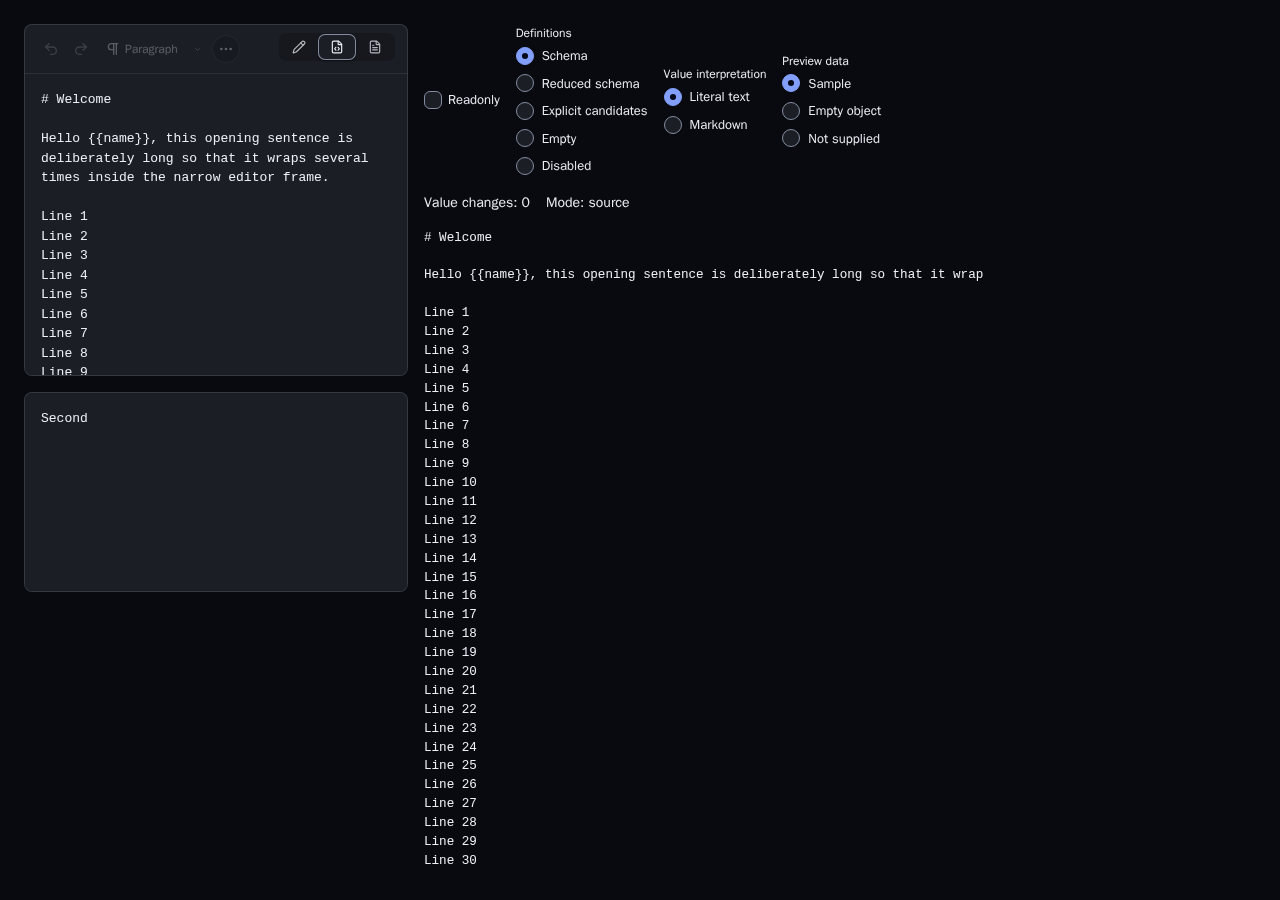 Paragraph
# Welcome
Hello {{name}}, this opening sentence is
deliberately long so that it wraps several
times inside the narrow editor frame.
Line 1
Line 2
Line 3
Line 4
Line 5
Line 6
Line 7
Line 8
Line 9
Second
Readonly
Definitions
Schema
Reduced schema
Explicit candidates
Empty
Disabled
Value interpretation
Literal text
Markdown
Preview data
Sample
Empty object
Not supplied
Value changes: 0 Mode: source
# Welcome
Hello {{name}}, this opening sentence is deliberately long so that it wrap
Line 1
Line 2
Line 3
Line 4
Line 5
Line 6
Line 7
Line 8
Line 9
Line 10
Line 11
Line 12
Line 13
Line 14
Line 15
Line 16
Line 17
Line 18
Line 19
Line 20
Line 21
Line 22
Line 23
Line 24
Line 25
Line 26
Line 27
Line 28
Line 29
Line 30